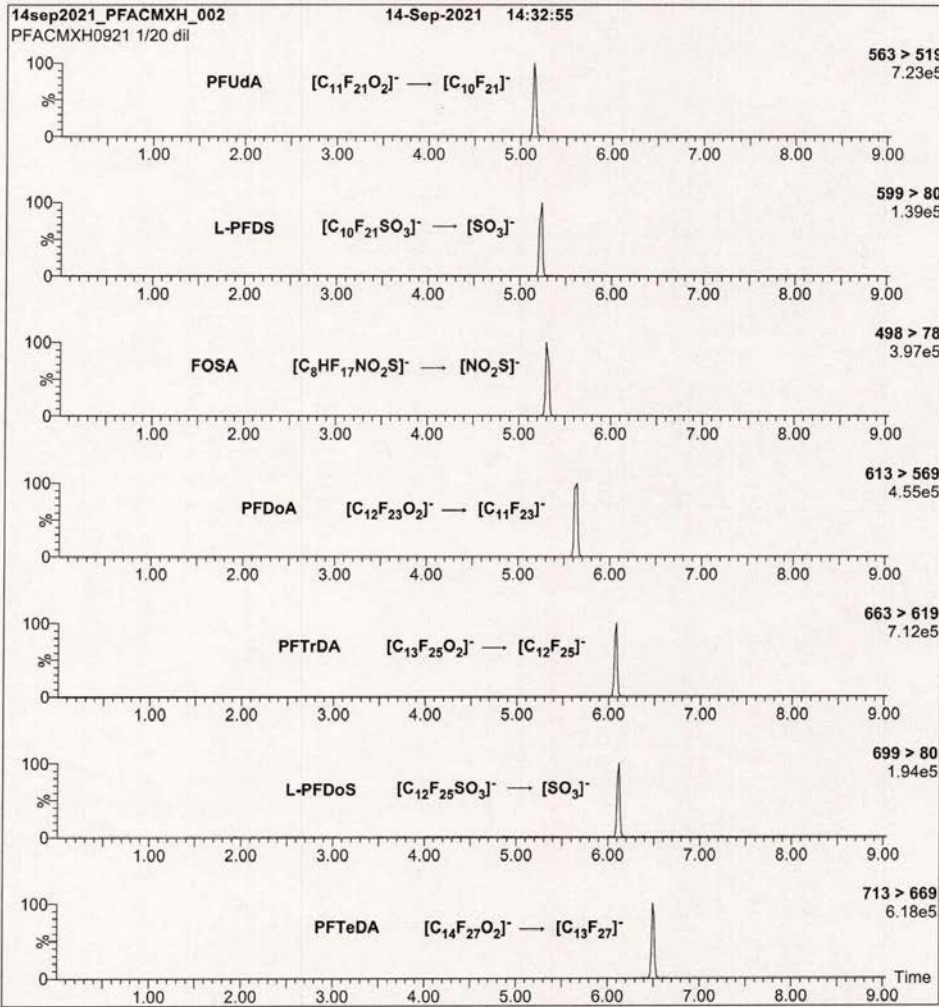 14sep2021_PFACMXH_002 14-Sep-2021 14:32:55
PFACMXH0921 1/20 dil
563 > 519
7.23e5
PFUdA [C₁₁F₂₁O₂]⁻ → [C₁₀F₂₁]⁻
100
%
0
1.00 2.00 3.00 4.00 5.00 6.00 7.00 8.00 9.00
599 > 80
1.39e5
L-PFDS [C₁₀F₂₁SO₃]⁻ → [SO₃]⁻
100
%
0
1.00 2.00 3.00 4.00 5.00 6.00 7.00 8.00 9.00
498 > 78
3.97e5
FOSA [C₈HF₁₇NO₂S]⁻ → [NO₂S]⁻
100
%
0
1.00 2.00 3.00 4.00 5.00 6.00 7.00 8.00 9.00
613 > 569
4.55e5
PFDoA [C₁₂F₂₃O₂]⁻ → [C₁₁F₂₃]⁻
100
%
0
1.00 2.00 3.00 4.00 5.00 6.00 7.00 8.00 9.00
663 > 619
7.12e5
PFTrDA [C₁₃F₂₅O₂]⁻ → [C₁₂F₂₅]⁻
100
%
0
1.00 2.00 3.00 4.00 5.00 6.00 7.00 8.00 9.00
699 > 80
1.94e5
L-PFDoS [C₁₂F₂₅SO₃]⁻ → [SO₃]⁻
100
%
0
1.00 2.00 3.00 4.00 5.00 6.00 7.00 8.00 9.00
713 > 669
6.18e5
PFTeDA [C₁₄F₂₇O₂]⁻ → [C₁₃F₂₇]⁻
100
%
0
Time
1.00 2.00 3.00 4.00 5.00 6.00 7.00 8.00 9.00